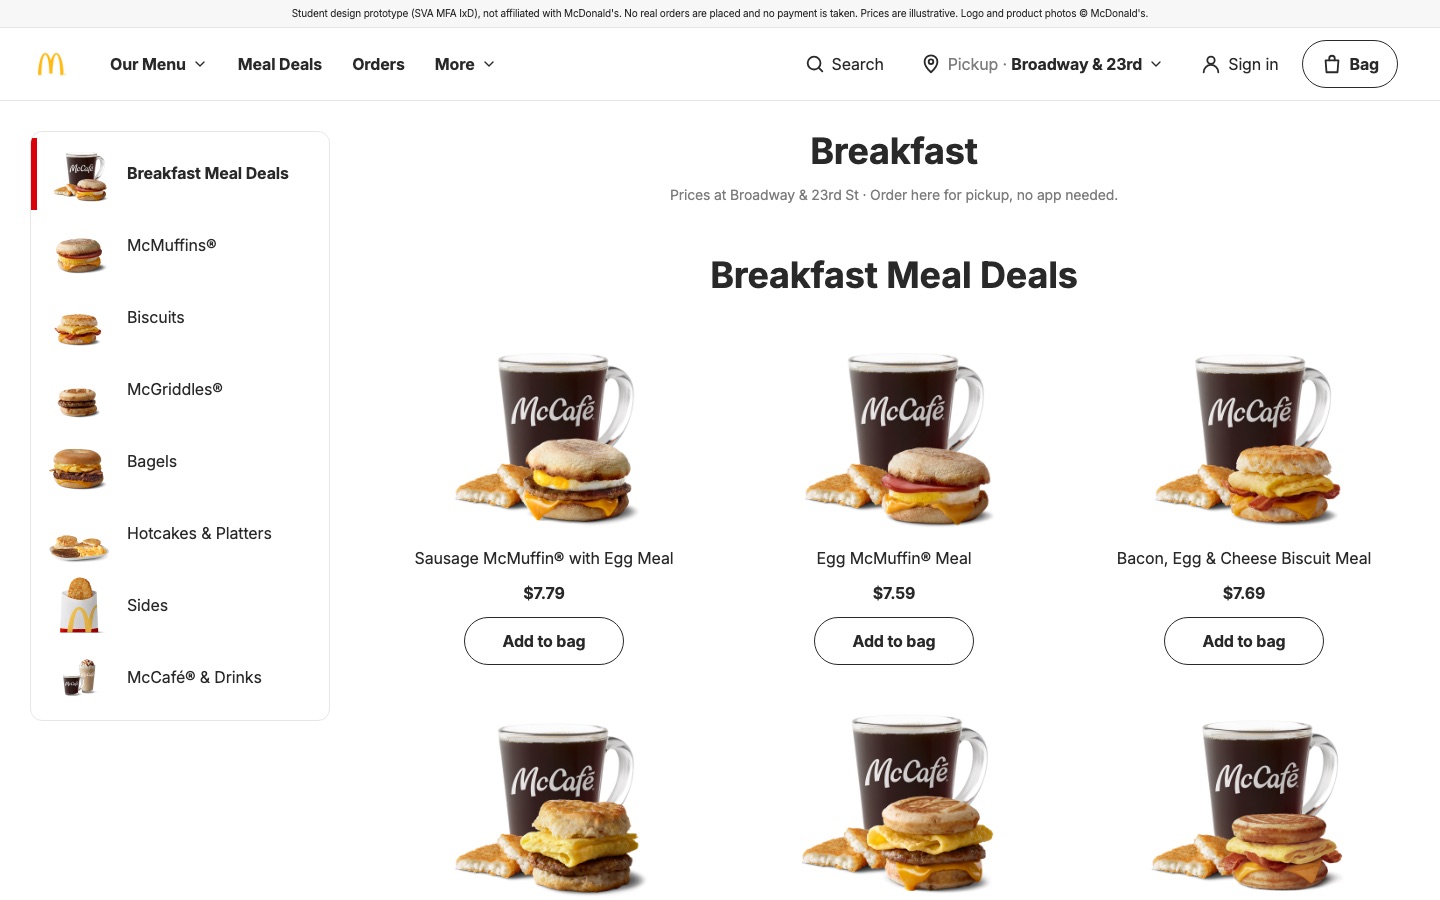 Student design prototype (SVA MFA IxD), not affiliated with McDonald's. No real orders are placed and no payment is taken. Prices are illustrative. Logo and product photos © McDonald's.
Our Menu
Meal Deals
Orders
More
Search
Pickup · Broadway & 23rd
Sign in
Bag
Breakfast Meal Deals
McMuffins®
Biscuits
McGriddles®
Bagels
Hotcakes & Platters
Sides
McCafé® & Drinks
Breakfast
Prices at Broadway & 23rd St · Order here for pickup, no app needed.
Breakfast Meal Deals
McCafé
McCafé
McCafé
Sausage McMuffin® with Egg Meal
$7.79
Add to bag
Egg McMuffin® Meal
$7.59
Add to bag
Bacon, Egg & Cheese Biscuit Meal
$7.69
Add to bag
McCafé
McCafé
McCafé